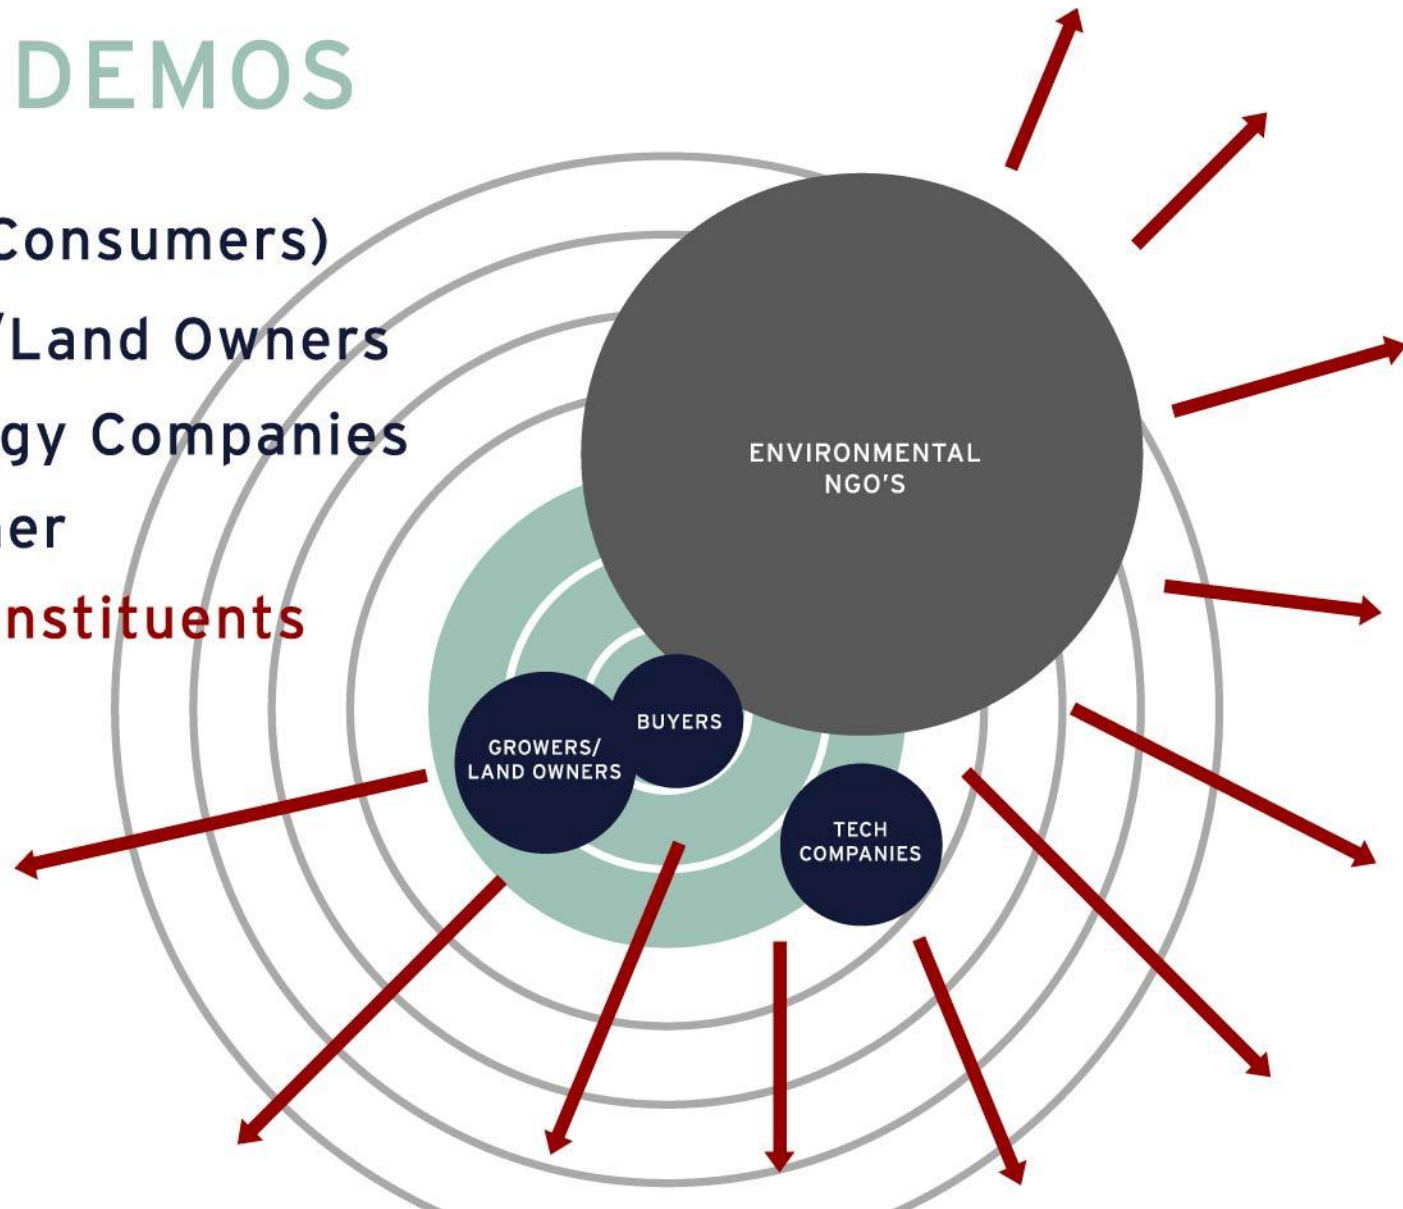 DEMOS
Consumers)
/Land Owners
gy Companies
er
nstituents
ENVIRONMENTAL
NGO'S
BUYERS
GROWERS/
LAND OWNERS
TECH
COMPANIES